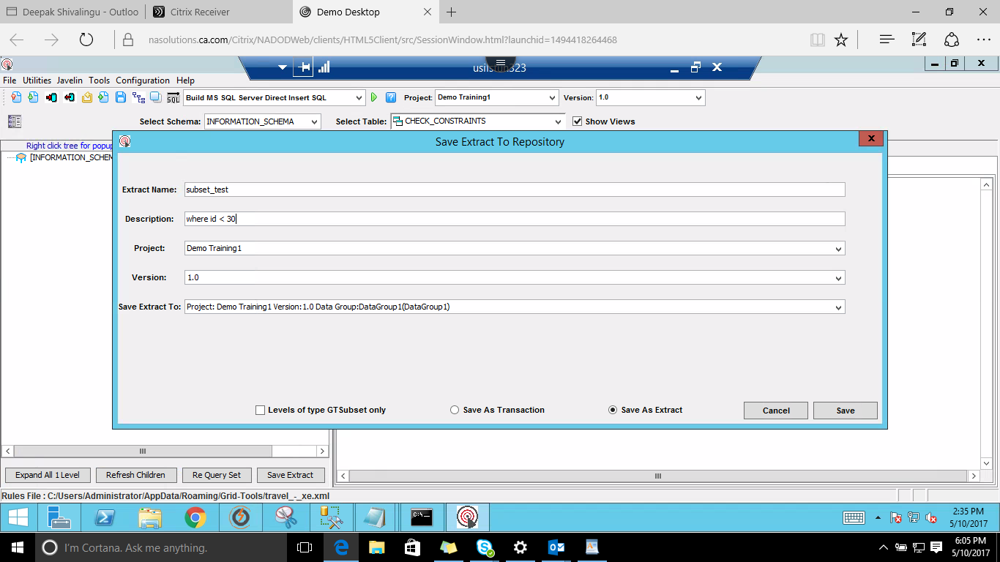 Deepak Shivalingu - Outloo
Citrix Receiver
Demo Desktop
nasolutions.ca.com/Citrix/NADODWeb/clients/HTML5Client/src/SessionWindow.html?launchid=1494418264468
File Utilities Javelin Tools Configuration Help
SQL Build MS SQL Server Direct Insert SQL Project: Demo Training1 Version: 1.0
Select Schema: INFORMATION_SCHEMA Select Table: CHECK_CONSTRAINTS Show Views
Right click tree for popup
[INFORMATION_SCHEM
Save Extract To Repository
Extract Name: subset_test
Description: where id < 30
Project: Demo Training1
Version: 1.0
Save Extract To: Project: Demo Training1 Version:1.0 Data Group:DataGroup1(DataGroup1)
Levels of type GTSubset only Save As Transaction Save As Extract Cancel Save
Expand All 1 Level Refresh Children Re Query Set Save Extract
Rules File : C:/Users/Administrator/AppData/Roaming/Grid-Tools/travel_-_xe.xml
2:35 PM
5/10/2017
I'm Cortana. Ask me anything.
6:05 PM
5/10/2017